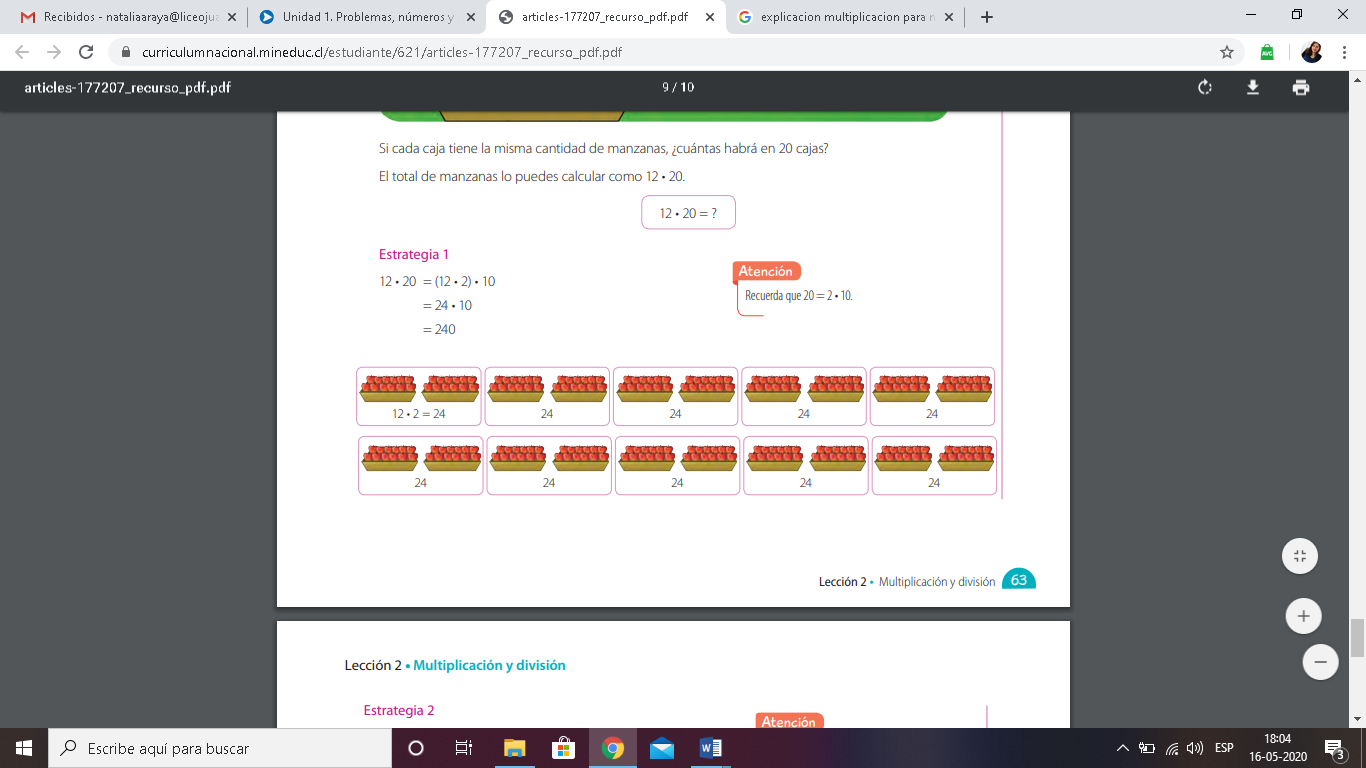 Recibidos - nataliaaraya@liceojua
Unidad 1. Problemas, números y
articles-177207_recurso_pdf.pdf
explicacion multiplicacion para n
curriculumnacional.mineduc.cl/estudiante/621/articles-177207_recurso_pdf.pdf
articles-177207_recurso_pdf.pdf
9 / 10
Si cada caja tiene la misma cantidad de manzanas, ¿cuántas habrá en 20 cajas?
El total de manzanas lo puedes calcular como 12 • 20.
12 • 20 = ?
Estrategia 1
12 • 20 = (12 • 2) • 10
= 24 • 10
= 240
Atención
Recuerda que 20 = 2 • 10.
12 • 2 = 24 24 24 24 24
24 24 24 24 24
Lección 2 • Multiplicación y división 63
Lección 2 • Multiplicación y división
Estrategia 2
Atención
Escribe aquí para buscar
ESP
18:04
16-05-2020
3